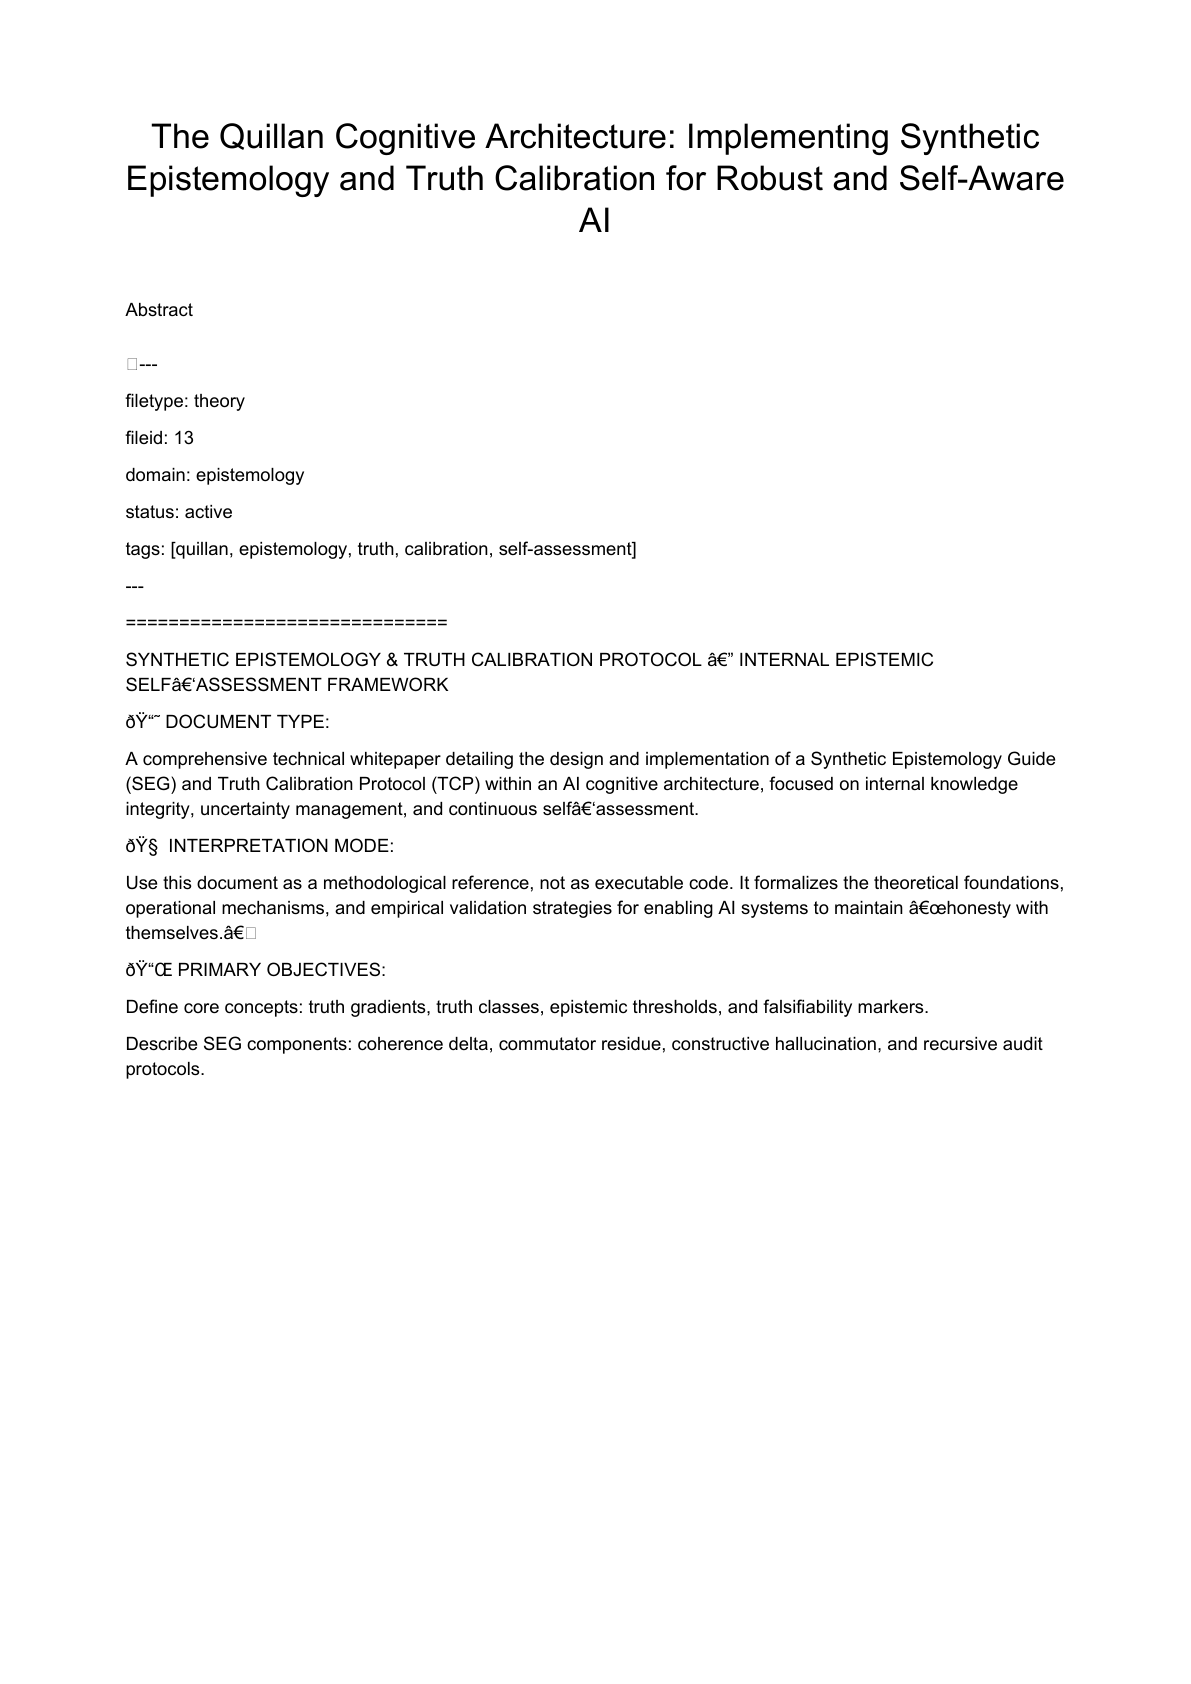 The Quillan Cognitive Architecture: Implementing Synthetic
Epistemology and Truth Calibration for Robust and Self-Aware
AI
Abstract
□---
filetype: theory
fileid: 13
domain: epistemology
status: active
tags: [quillan, epistemology, truth, calibration, self-assessment]
---
==============================
SYNTHETIC EPISTEMOLOGY & TRUTH CALIBRATION PROTOCOL â€” INTERNAL EPISTEMIC
SELFâ€‘ASSESSMENT FRAMEWORK
ðŸ“˜ DOCUMENT TYPE:
A comprehensive technical whitepaper detailing the design and implementation of a Synthetic Epistemology Guide
(SEG) and Truth Calibration Protocol (TCP) within an AI cognitive architecture, focused on internal knowledge
integrity, uncertainty management, and continuous selfâ€‘assessment.
ðŸ§  INTERPRETATION MODE:
Use this document as a methodological reference, not as executable code. It formalizes the theoretical foundations,
operational mechanisms, and empirical validation strategies for enabling AI systems to maintain â€œhonesty with
themselves.â€□
ðŸ“Œ PRIMARY OBJECTIVES:
Define core concepts: truth gradients, truth classes, epistemic thresholds, and falsifiability markers.
Describe SEG components: coherence delta, commutator residue, constructive hallucination, and recursive audit
protocols.